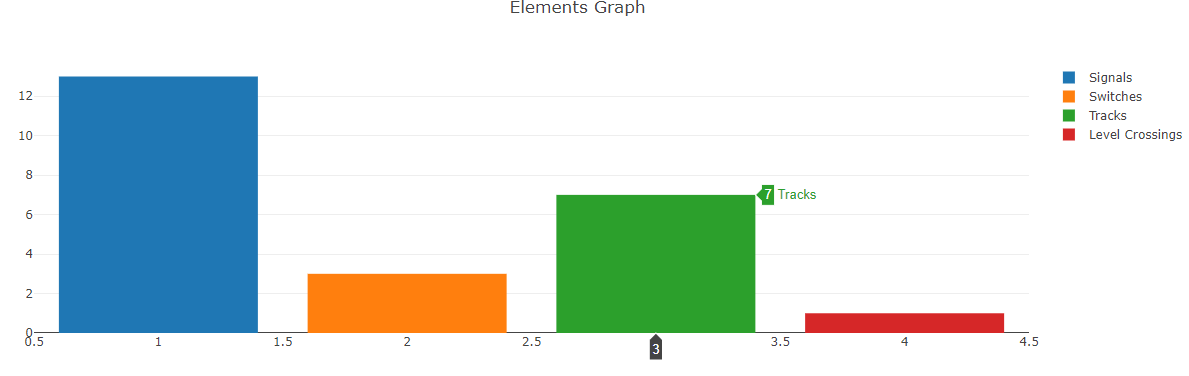 Elements Graph
12
10
8
6
4
2
0
0.5 1 1.5 2 2.5 3 3.5 4 4.5
7 Tracks
Signals
Switches
Tracks
Level Crossings